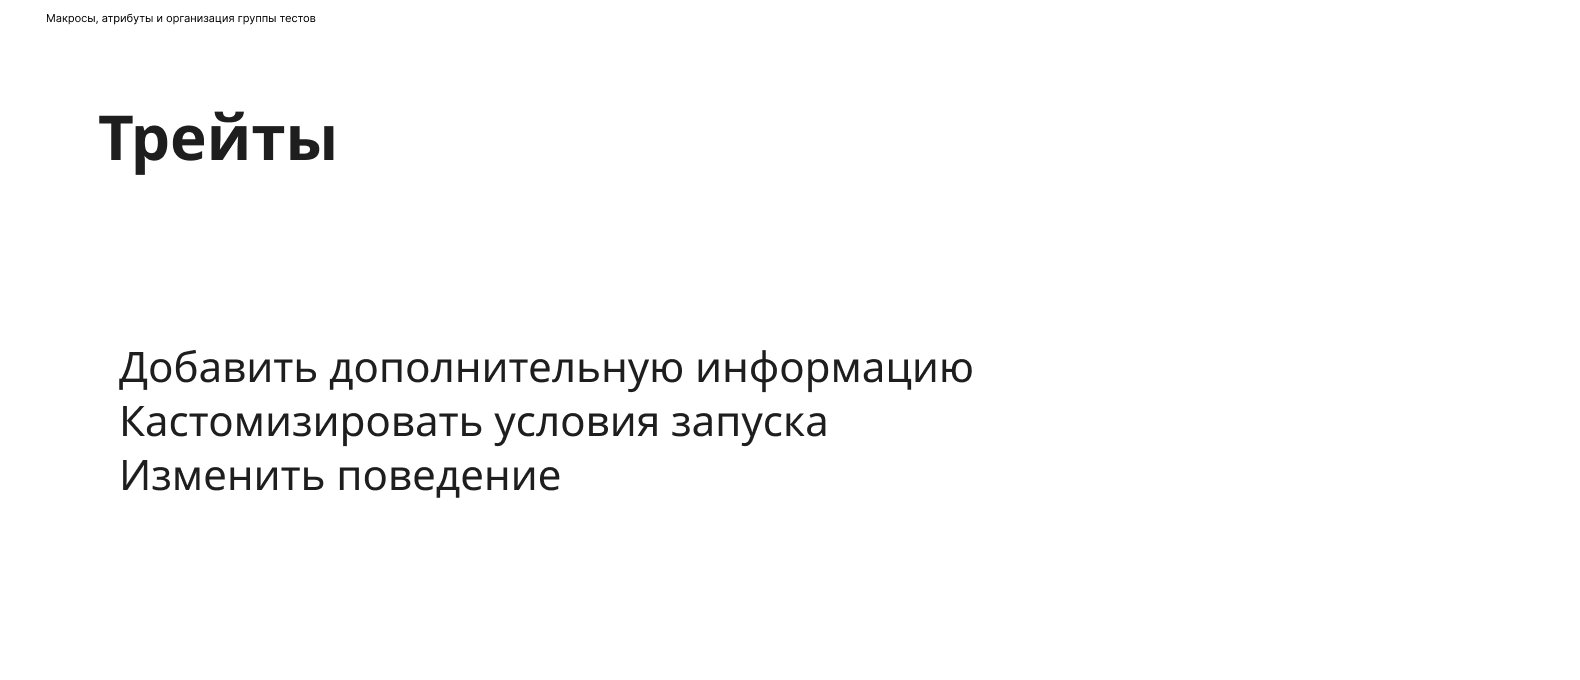 Макросы, атрибуты и организация группы тестов
Трейты
Добавить дополнительную информацию
Кастомизировать условия запуска
Изменить поведение